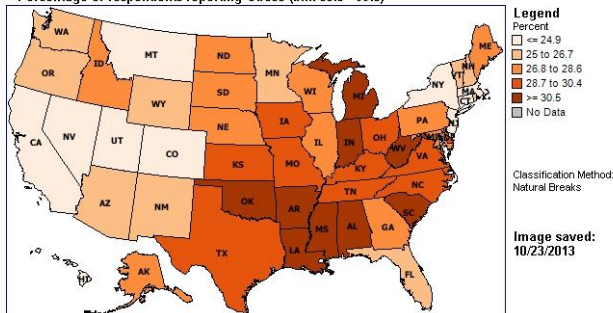 Legend
Percent
<= 24.9
25 to 26.7
26.8 to 28.6
28.7 to 30.4
>= 30.5
No Data
Classification Method:
Natural Breaks
Image saved:
10/23/2013
WA
MT
ND
MN
ME
OR
ID
SD
WI
MI
NY
VT
NH
MA
CT
WY
NE
IA
PA
NJ
NV
UT
CO
IL
IN
OH
WV
CA
KS
MO
KY
VA
AZ
NM
OK
AR
TN
NC
TX
LA
MS
AL
GA
SC
AK
HI
FL